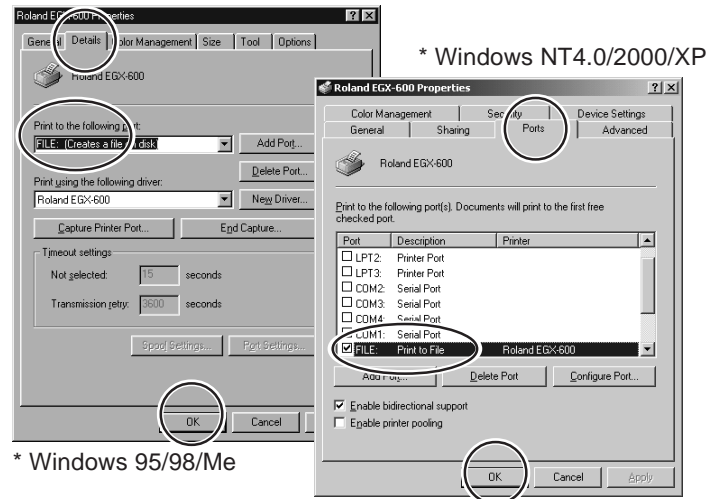 Roland EGX-600 Properties
General Details Color Management Size Tool Options
Roland EGX-600
Print to the following port:
FILE: (Creates a file on disk)
Add Port...
Delete Port...
Print using the following driver:
Roland EGX-600
New Driver...
Capture Printer Port...
End Capture...
Timeout settings
Not selected: 15 seconds
Transmission retry: 3600 seconds
Spool Settings...
Port Settings...
OK
Cancel
* Windows 95/98/Me
* Windows NT4.0/2000/XP
Roland EGX-600 Properties
Color Management Security Device Settings
General Sharing Ports Advanced
Roland EGX-600
Print to the following port(s). Documents will print to the first free
checked port.
Port Description Printer
LPT2: Printer Port
LPT3: Printer Port
COM2: Serial Port
COM3: Serial Port
COM4: Serial Port
COM1: Serial Port
FILE: Print to File Roland EGX-600
Add Port...
Delete Port
Configure Port...
Enable bidirectional support
Enable printer pooling
OK
Cancel
Apply